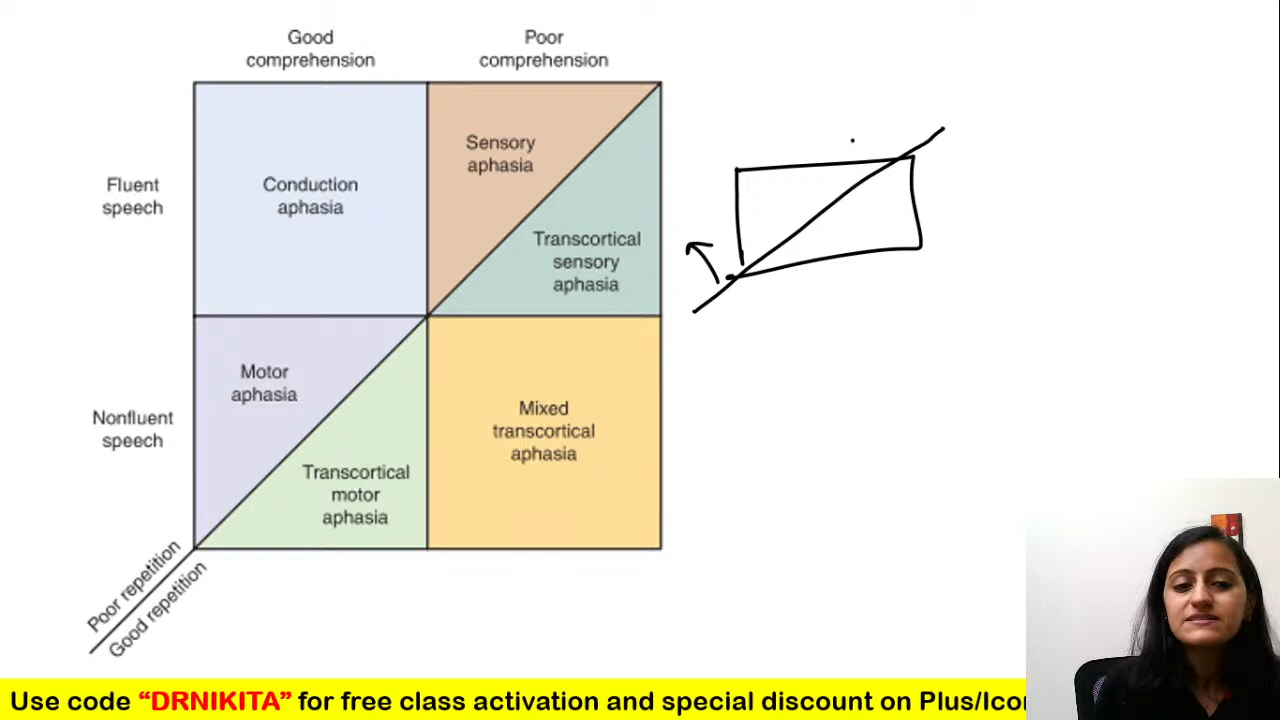 Good
comprehension
Poor
comprehension
Fluent
speech
Conduction
aphasia
Sensory
aphasia
Transcortical
sensory
aphasia
Nonfluent
speech
Motor
aphasia
Transcortical
motor
aphasia
Mixed
transcortical
aphasia
Poor repetition
Good repetition
Use code “DRNIKITA” for free class activation and special discount on Plus/Icon